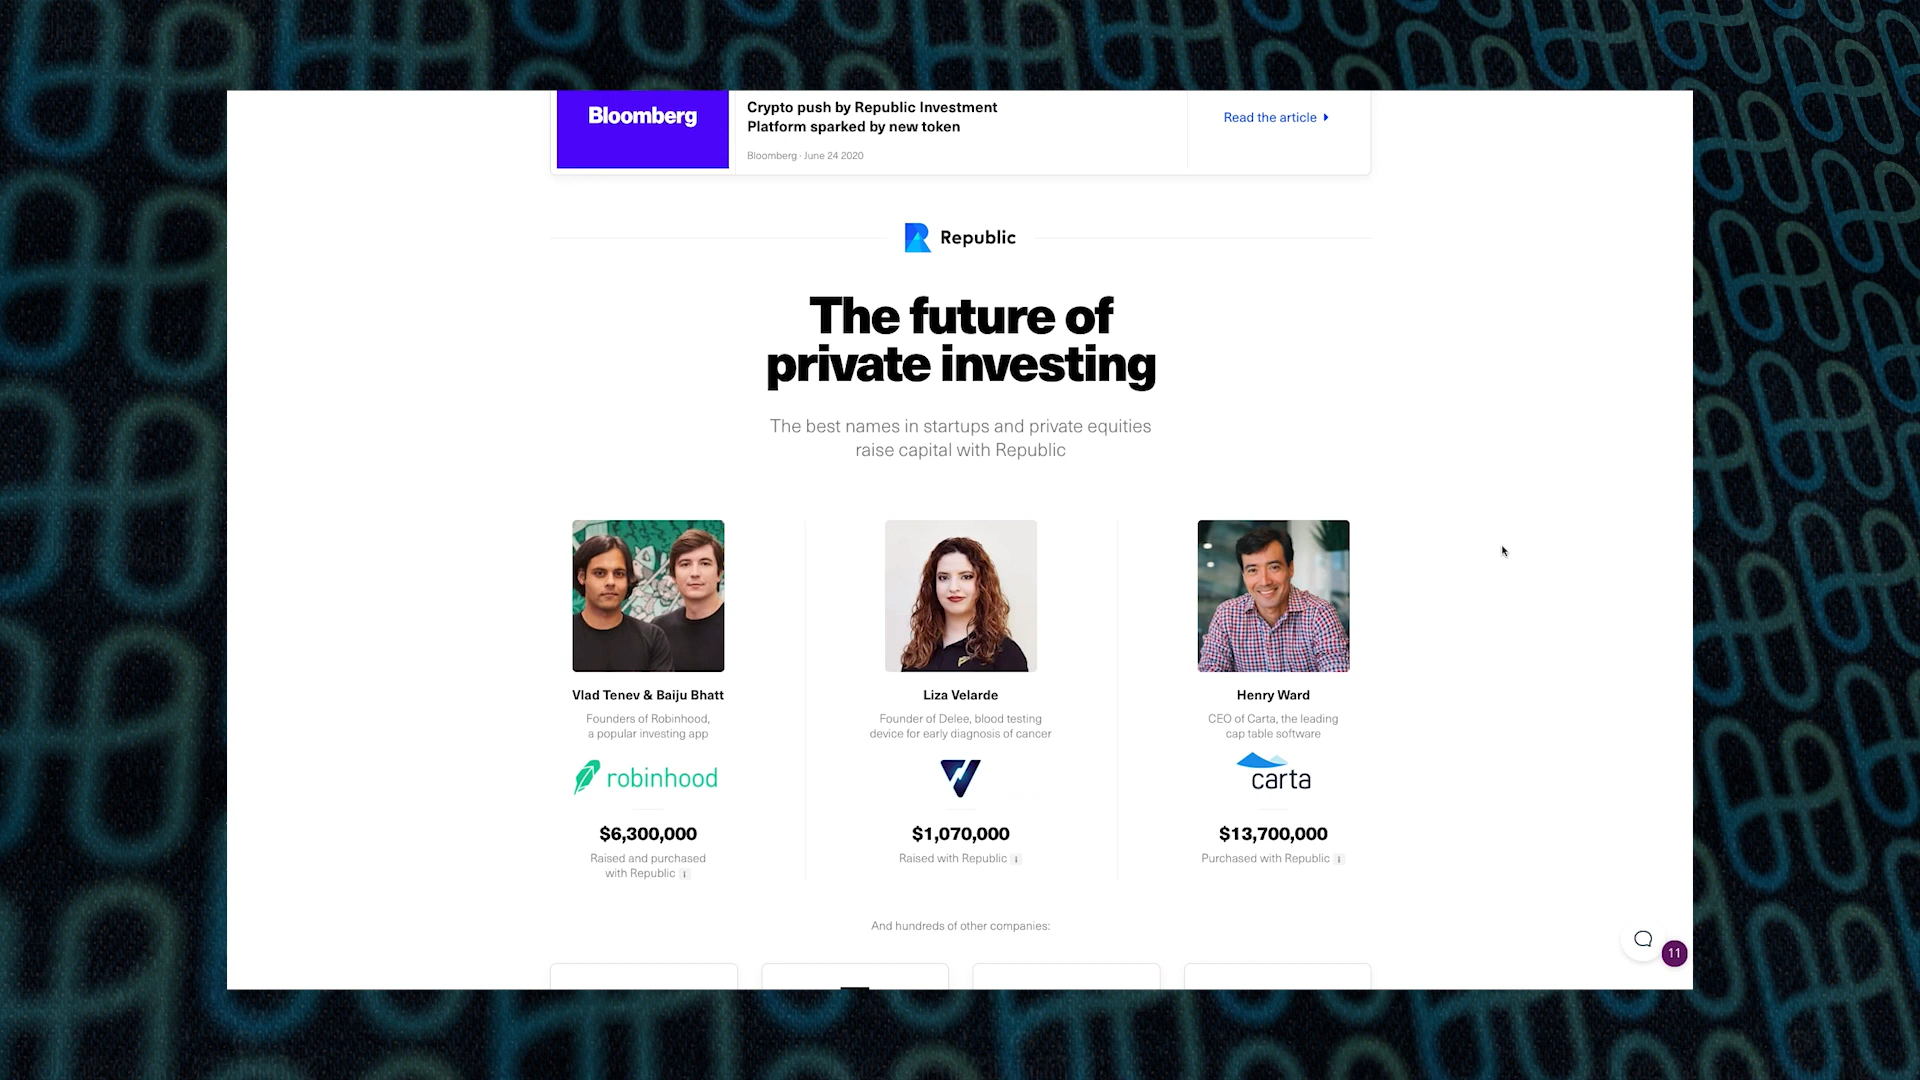 Bloomberg
Crypto push by Republic Investment
Platform sparked by new token
Bloomberg · June 24 2020
Read the article
Republic
The future of
private investing
The best names in startups and private equities
raise capital with Republic
Vlad Tenev & Baiju Bhatt
Founders of Robinhood,
a popular investing app
robinhood
$6,300,000
Raised and purchased
with Republic i
Liza Velarde
Founder of Delee, blood testing
device for early diagnosis of cancer
$1,070,000
Raised with Republic i
Henry Ward
CEO of Carta, the leading
cap table software
carta
$13,700,000
Purchased with Republic i
And hundreds of other companies:
11